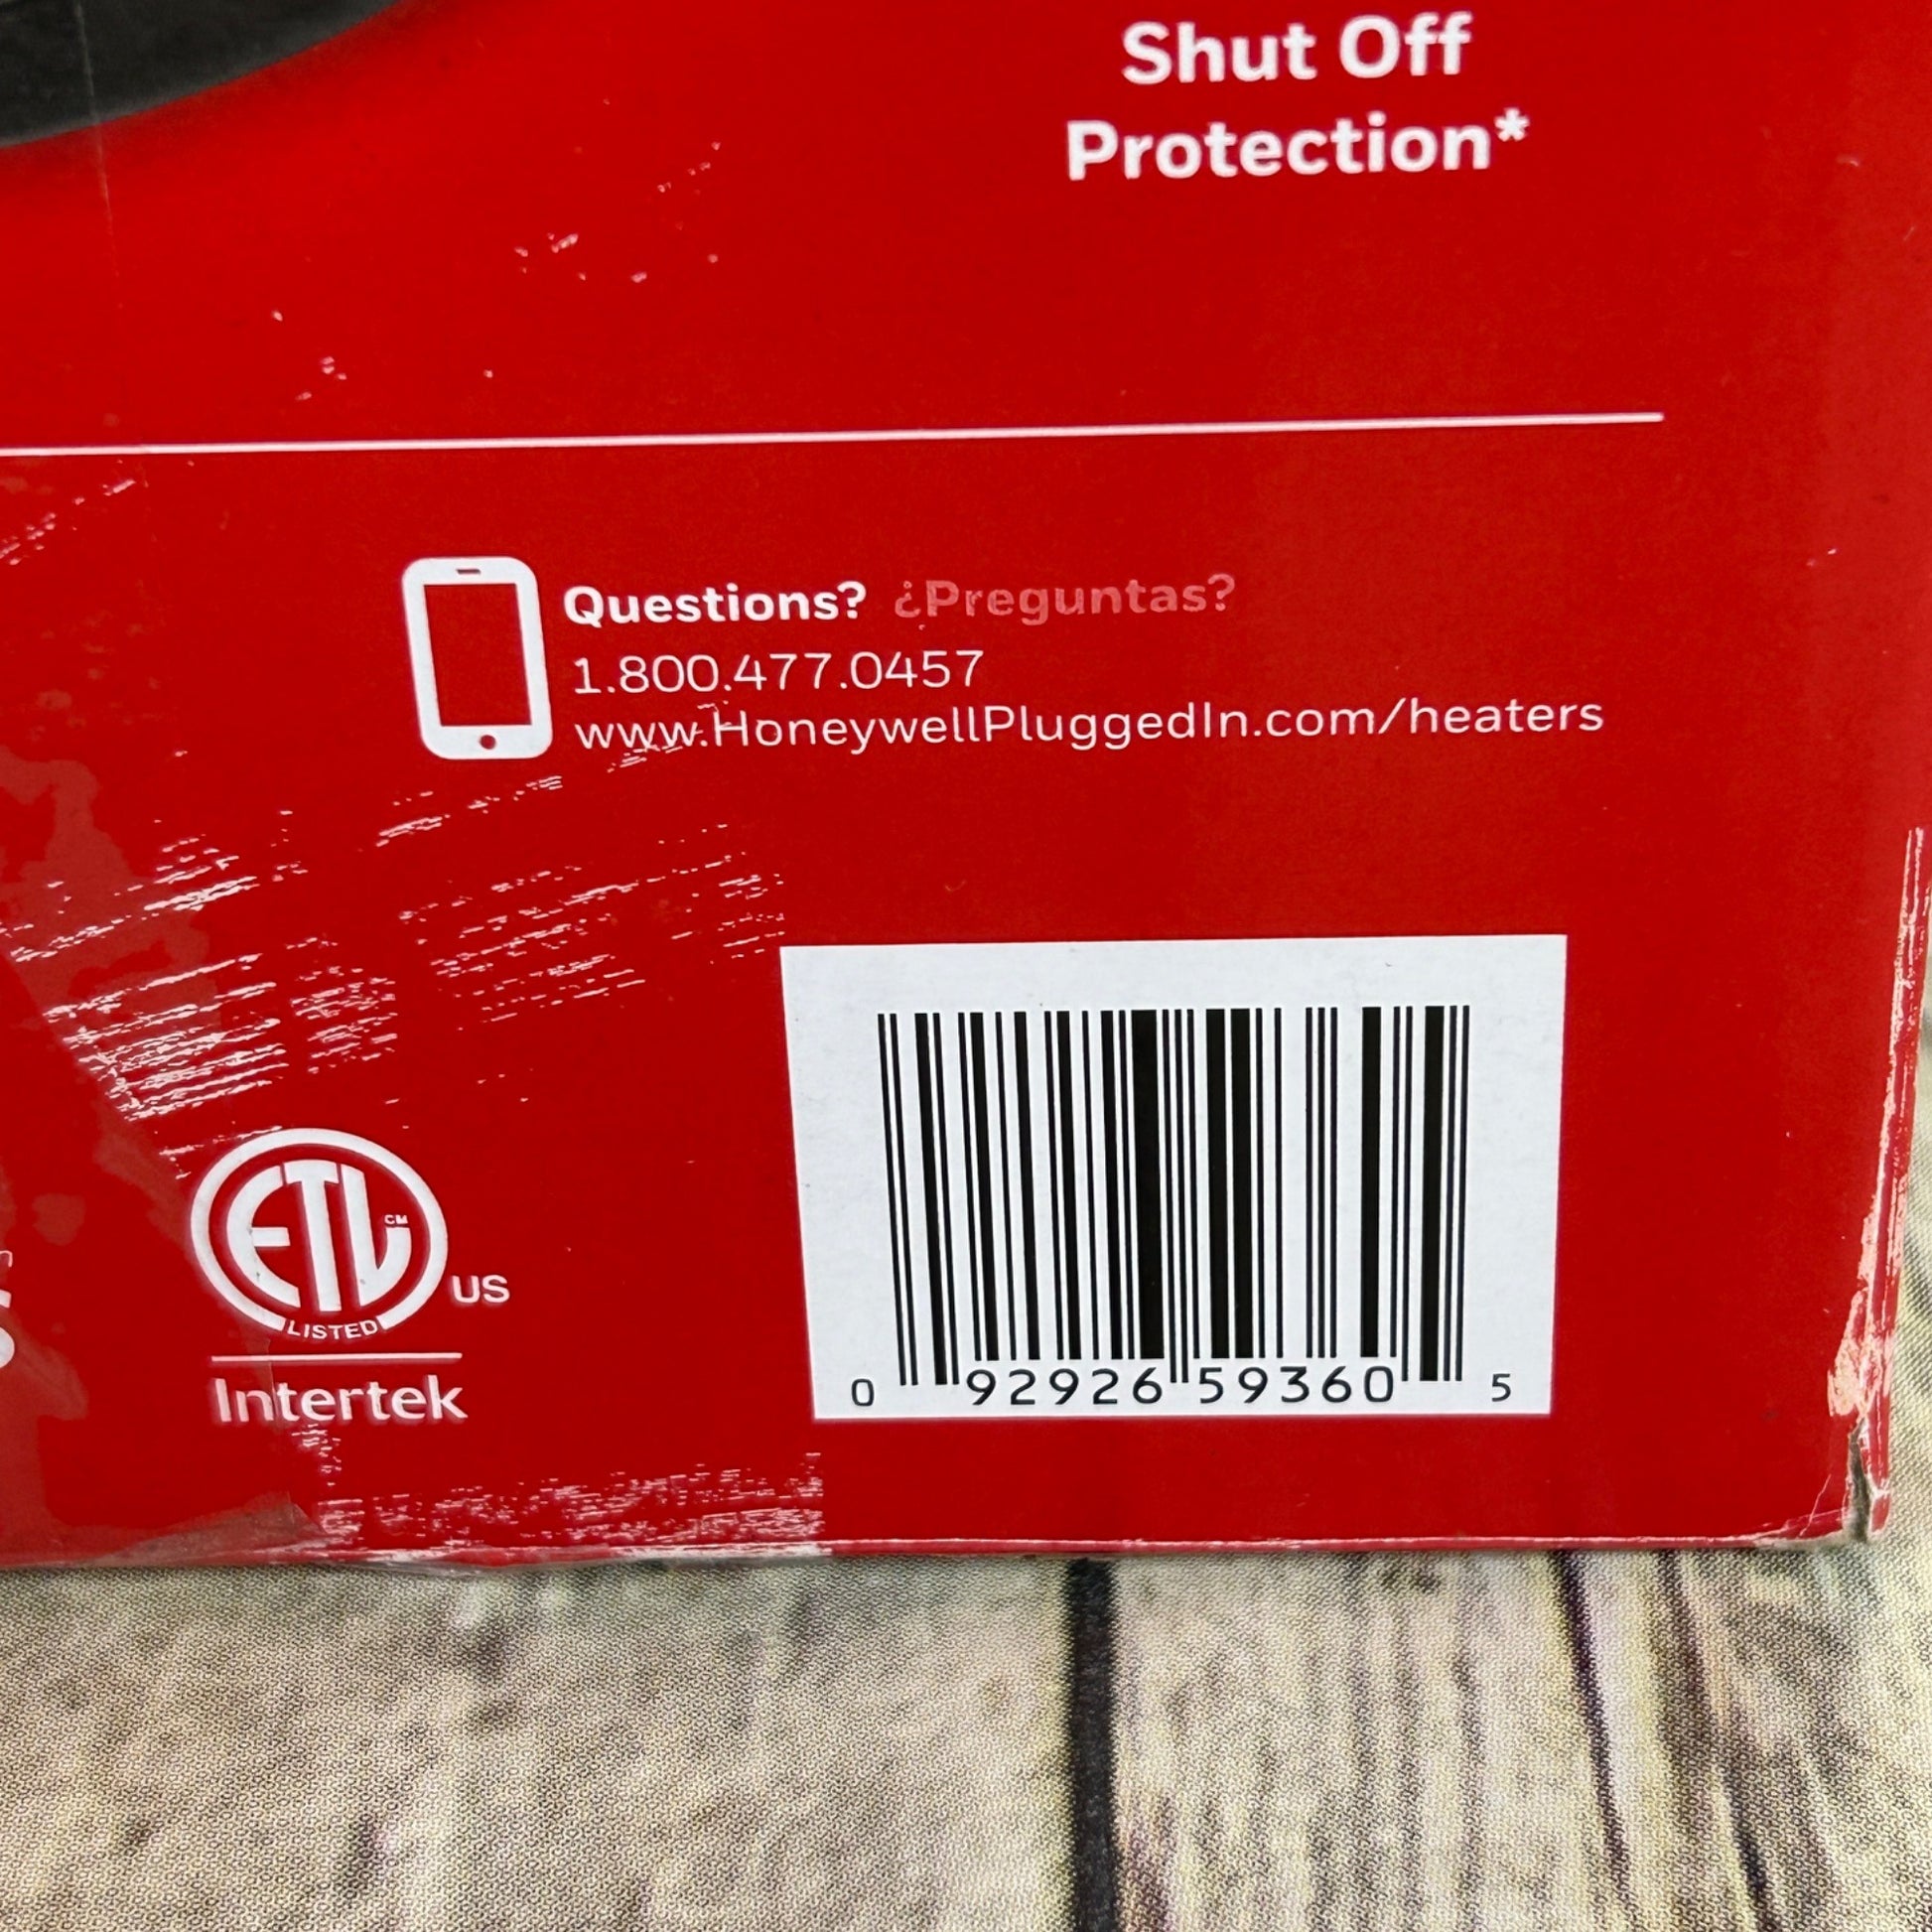 Shut Off
Protection*
Questions? ¿Preguntas?
1.800.477.0457
www.HoneywellPluggedIn.com/heaters
ETL CM
US
LISTED
Intertek
0 92926 59360 5